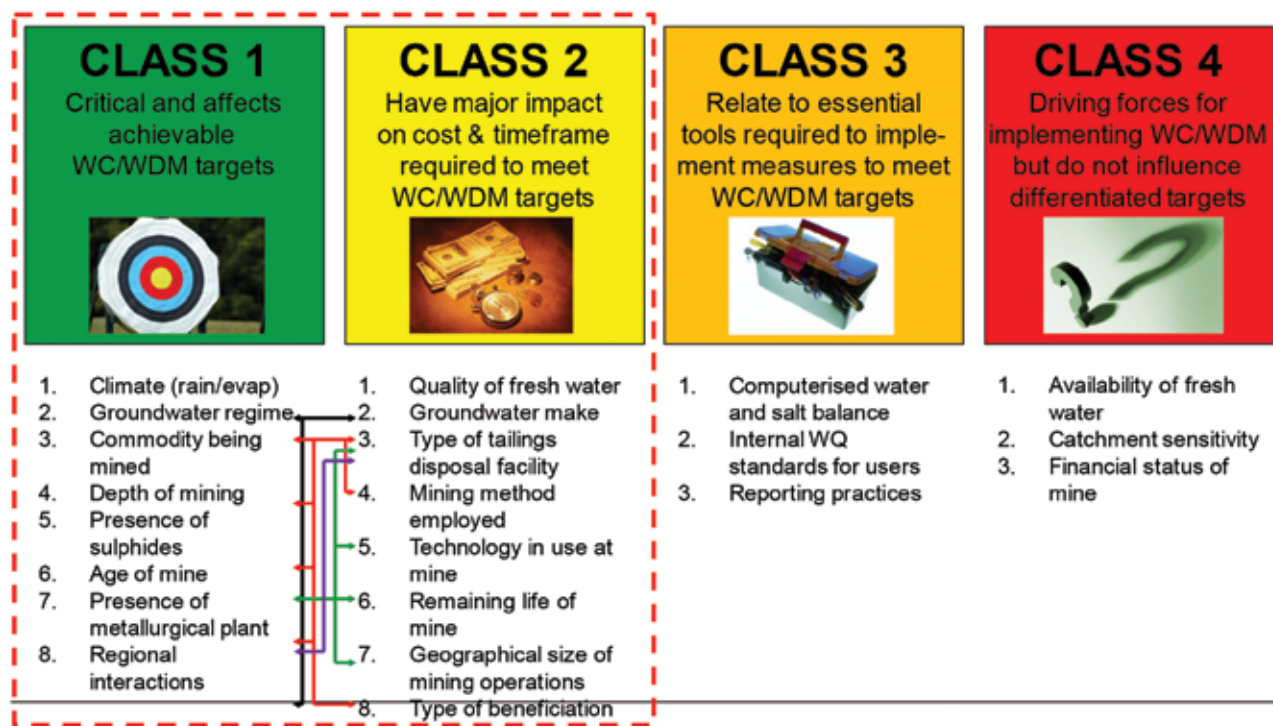 CLASS 1
Critical and affects
achievable
WC/WDM targets
1. Climate (rain/evap)
2. Groundwater regime
3. Commodity being
mined
4. Depth of mining
5. Presence of
sulphides
6. Age of mine
7. Presence of
metallurgical plant
8. Regional
interactions
CLASS 2
Have major impact
on cost & timeframe
required to meet
WC/WDM targets
1. Quality of fresh water
2. Groundwater make
3. Type of tailings
disposal facility
4. Mining method
employed
5. Technology in use at
mine
6. Remaining life of
mine
7. Geographical size of
mining operations
8. Type of beneficiation
CLASS 3
Relate to essential
tools required to imple-
ment measures to meet
WC/WDM targets
1. Computerised water
and salt balance
2. Internal WQ
standards for users
3. Reporting practices
CLASS 4
Driving forces for
implementing WC/WDM
but do not influence
differentiated targets
1. Availability of fresh
water
2. Catchment sensitivity
3. Financial status of
mine